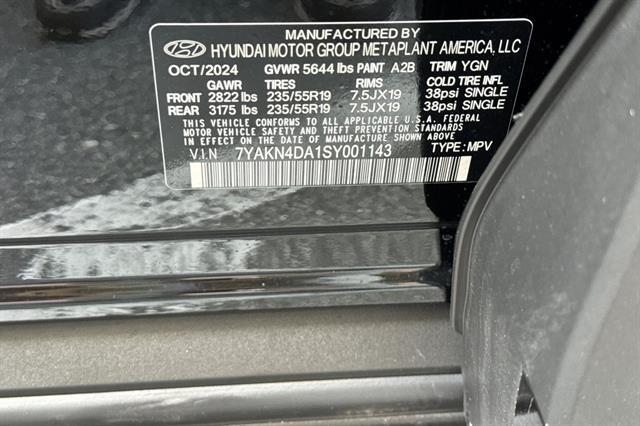 MANUFACTURED BY
HYUNDAI MOTOR GROUP METAPLANT AMERICA, LLC
OCT/2024 GVWR 5644 lbs PAINT A2B TRIM YGN
GAWR TIRES RIMS COLD TIRE INFL
FRONT 2822 lbs 235/55R19 7.5JX19 38psi SINGLE
REAR 3175 lbs 235/55R19 7.5JX19 38psi SINGLE
THIS VEHICLE CONFORMS TO ALL APPLICABLE U.S.A. FEDERAL
MOTOR VEHICLE SAFETY AND THEFT PREVENTION STANDARDS IN
EFFECT ON THE DATE OF MANUFACTURE SHOWN ABOVE.
V.I.N 7YAKN4DA1SY001143 TYPE: MPV